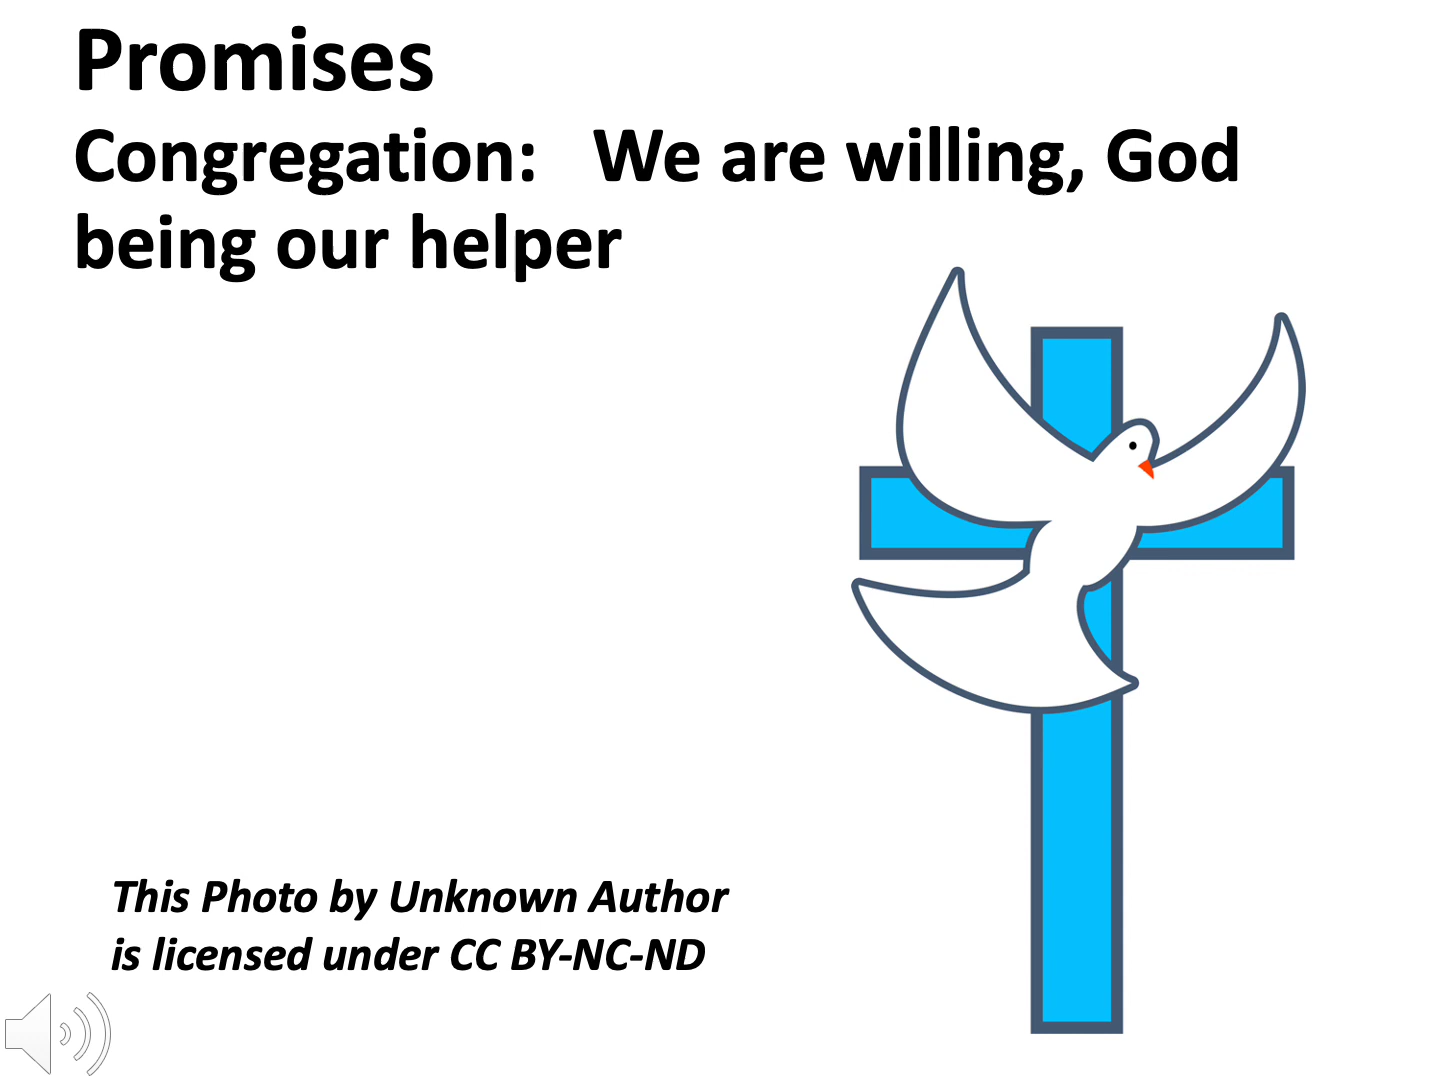 Promises
Congregation:   We are willing, God
being our helper
This Photo by Unknown Author
is licensed under CC BY-NC-ND